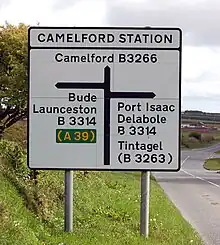 CAMELFORD STATION
Camelford B3266
Bude
Launceston
B 3314
(A 39)
Port Isaac
Delabole
B 3314
Tintagel
(B 3263)